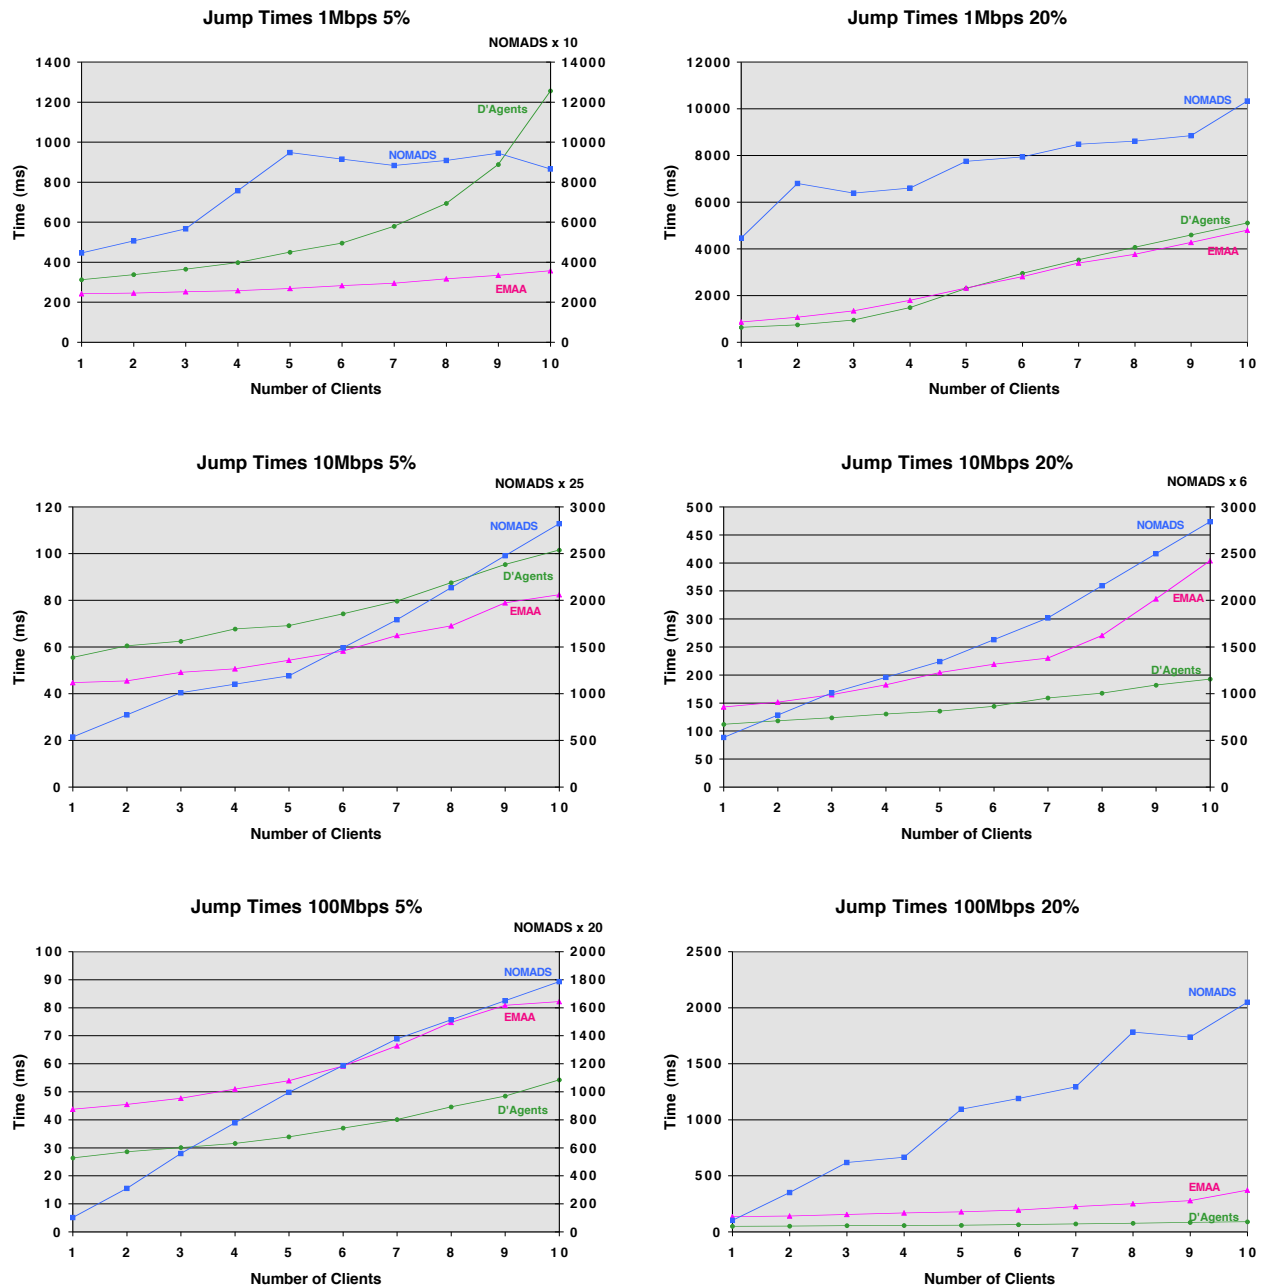 Jump Times 1Mbps 5%
NOMADS x 10
1400
1200
1000
800
600
400
200
0
14000
12000
10000
8000
6000
4000
2000
0
Time (ms)
D'Agents
NOMADS
EMAA
1 2 3 4 5 6 7 8 9 10
Number of Clients
Jump Times 1Mbps 20%
12000
10000
8000
6000
4000
2000
0
Time (ms)
NOMADS
D'Agents
EMAA
1 2 3 4 5 6 7 8 9 10
Number of Clients
Jump Times 10Mbps 5%
NOMADS x 25
120
100
80
60
40
20
0
3000
2500
2000
1500
1000
500
0
Time (ms)
NOMADS
D'Agents
EMAA
1 2 3 4 5 6 7 8 9 10
Number of Clients
Jump Times 10Mbps 20%
NOMADS x 6
500
450
400
350
300
250
200
150
100
50
0
3000
2500
2000
1500
1000
500
0
Time (ms)
NOMADS
EMAA
D'Agents
1 2 3 4 5 6 7 8 9 10
Number of Clients
Jump Times 100Mbps 5%
NOMADS x 20
100
90
80
70
60
50
40
30
20
10
0
2000
1800
1600
1400
1200
1000
800
600
400
200
0
Time (ms)
NOMADS
EMAA
D'Agents
1 2 3 4 5 6 7 8 9 10
Number of Clients
Jump Times 100Mbps 20%
2500
2000
1500
1000
500
0
Time (ms)
NOMADS
EMAA
D'Agents
1 2 3 4 5 6 7 8 9 10
Number of Clients